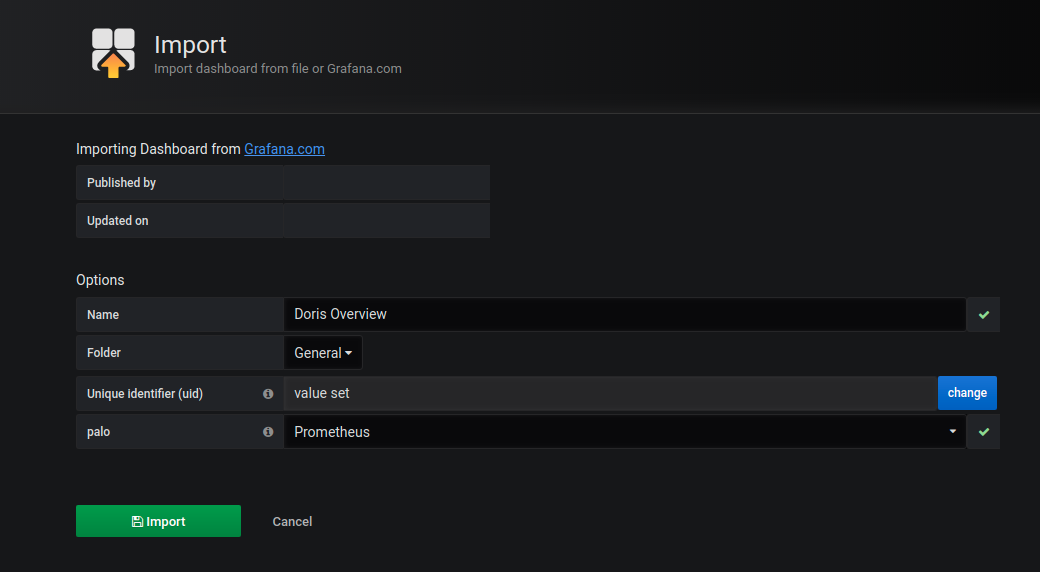 Import
Import dashboard from file or Grafana.com
Importing Dashboard from Grafana.com
Published by
Updated on
Options
Name Doris Overview
Folder General
Unique identifier (uid) value set change
palo Prometheus
Import Cancel